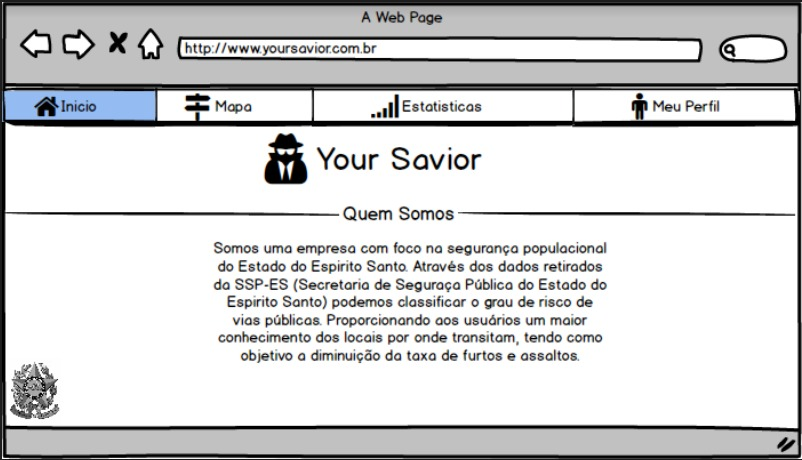 A Web Page
http://www.yoursavior.com.br
Inicio
Mapa
Estatisticas
Meu Perfil
Your Savior
Quem Somos
Somos uma empresa com foco na segurança populacional
do Estado do Espirito Santo. Através dos dados retirados
da SSP-ES (Secretaria de Seguraça Pública do Estado do
Espirito Santo) podemos classificar o grau de risco de
vias públicas. Proporcionando aos usuários um maior
conhecimento dos locais por onde transitam, tendo como
objetivo a diminuição da taxa de furtos e assaltos.